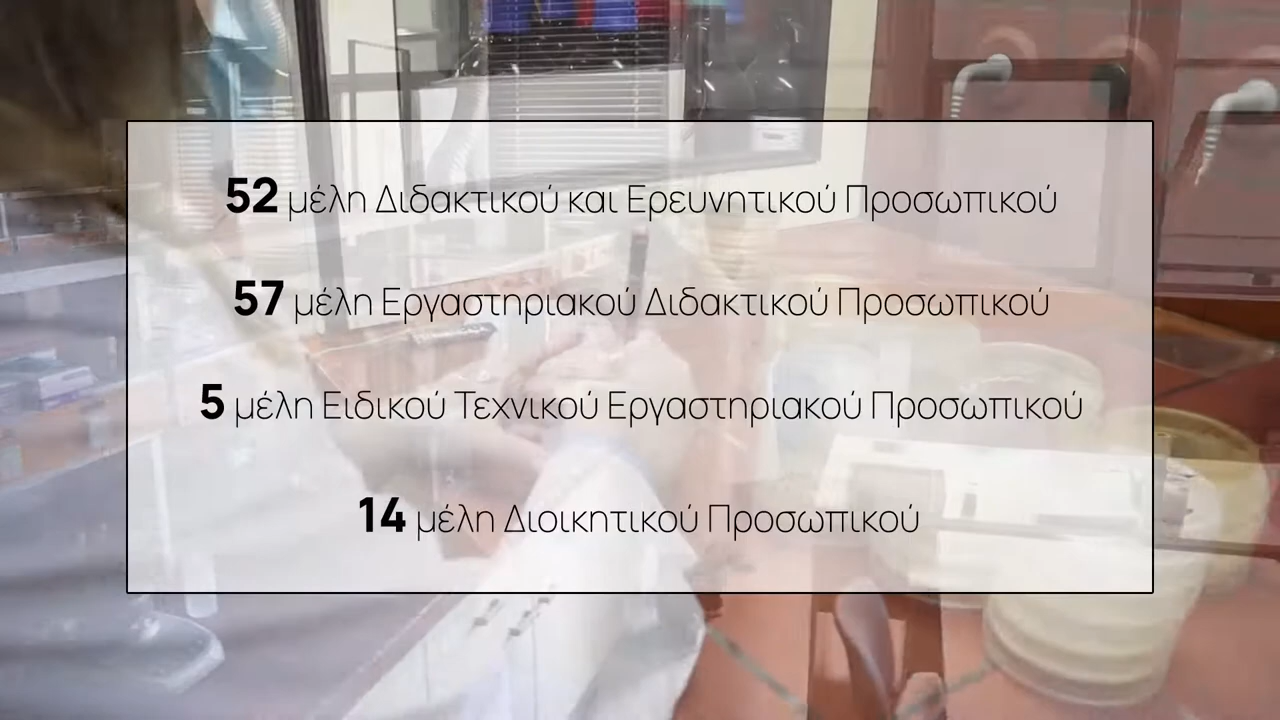 52 μέλη Διδακτικού και Ερευνητικού Προσωπικού
57 μέλη Εργαστηριακού Διδακτικού Προσωπικού
5 μέλη Ειδικού Τεχνικού Εργαστηριακού Προσωπικού
14 μέλη Διοικητικού Προσωπικού